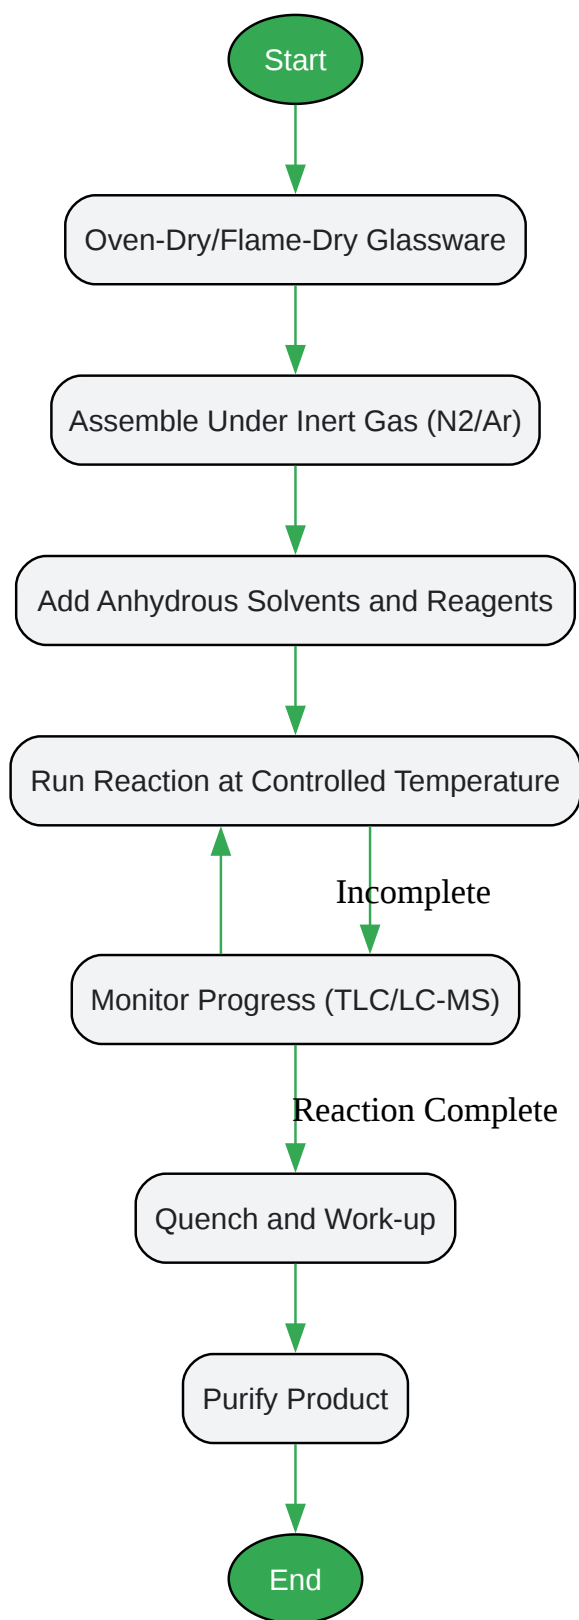 Start
Oven-Dry/Flame-Dry Glassware
Assemble Under Inert Gas (N2/Ar)
Add Anhydrous Solvents and Reagents
Run Reaction at Controlled Temperature
Incomplete
Monitor Progress (TLC/LC-MS)
Reaction Complete
Quench and Work-up
Purify Product
End